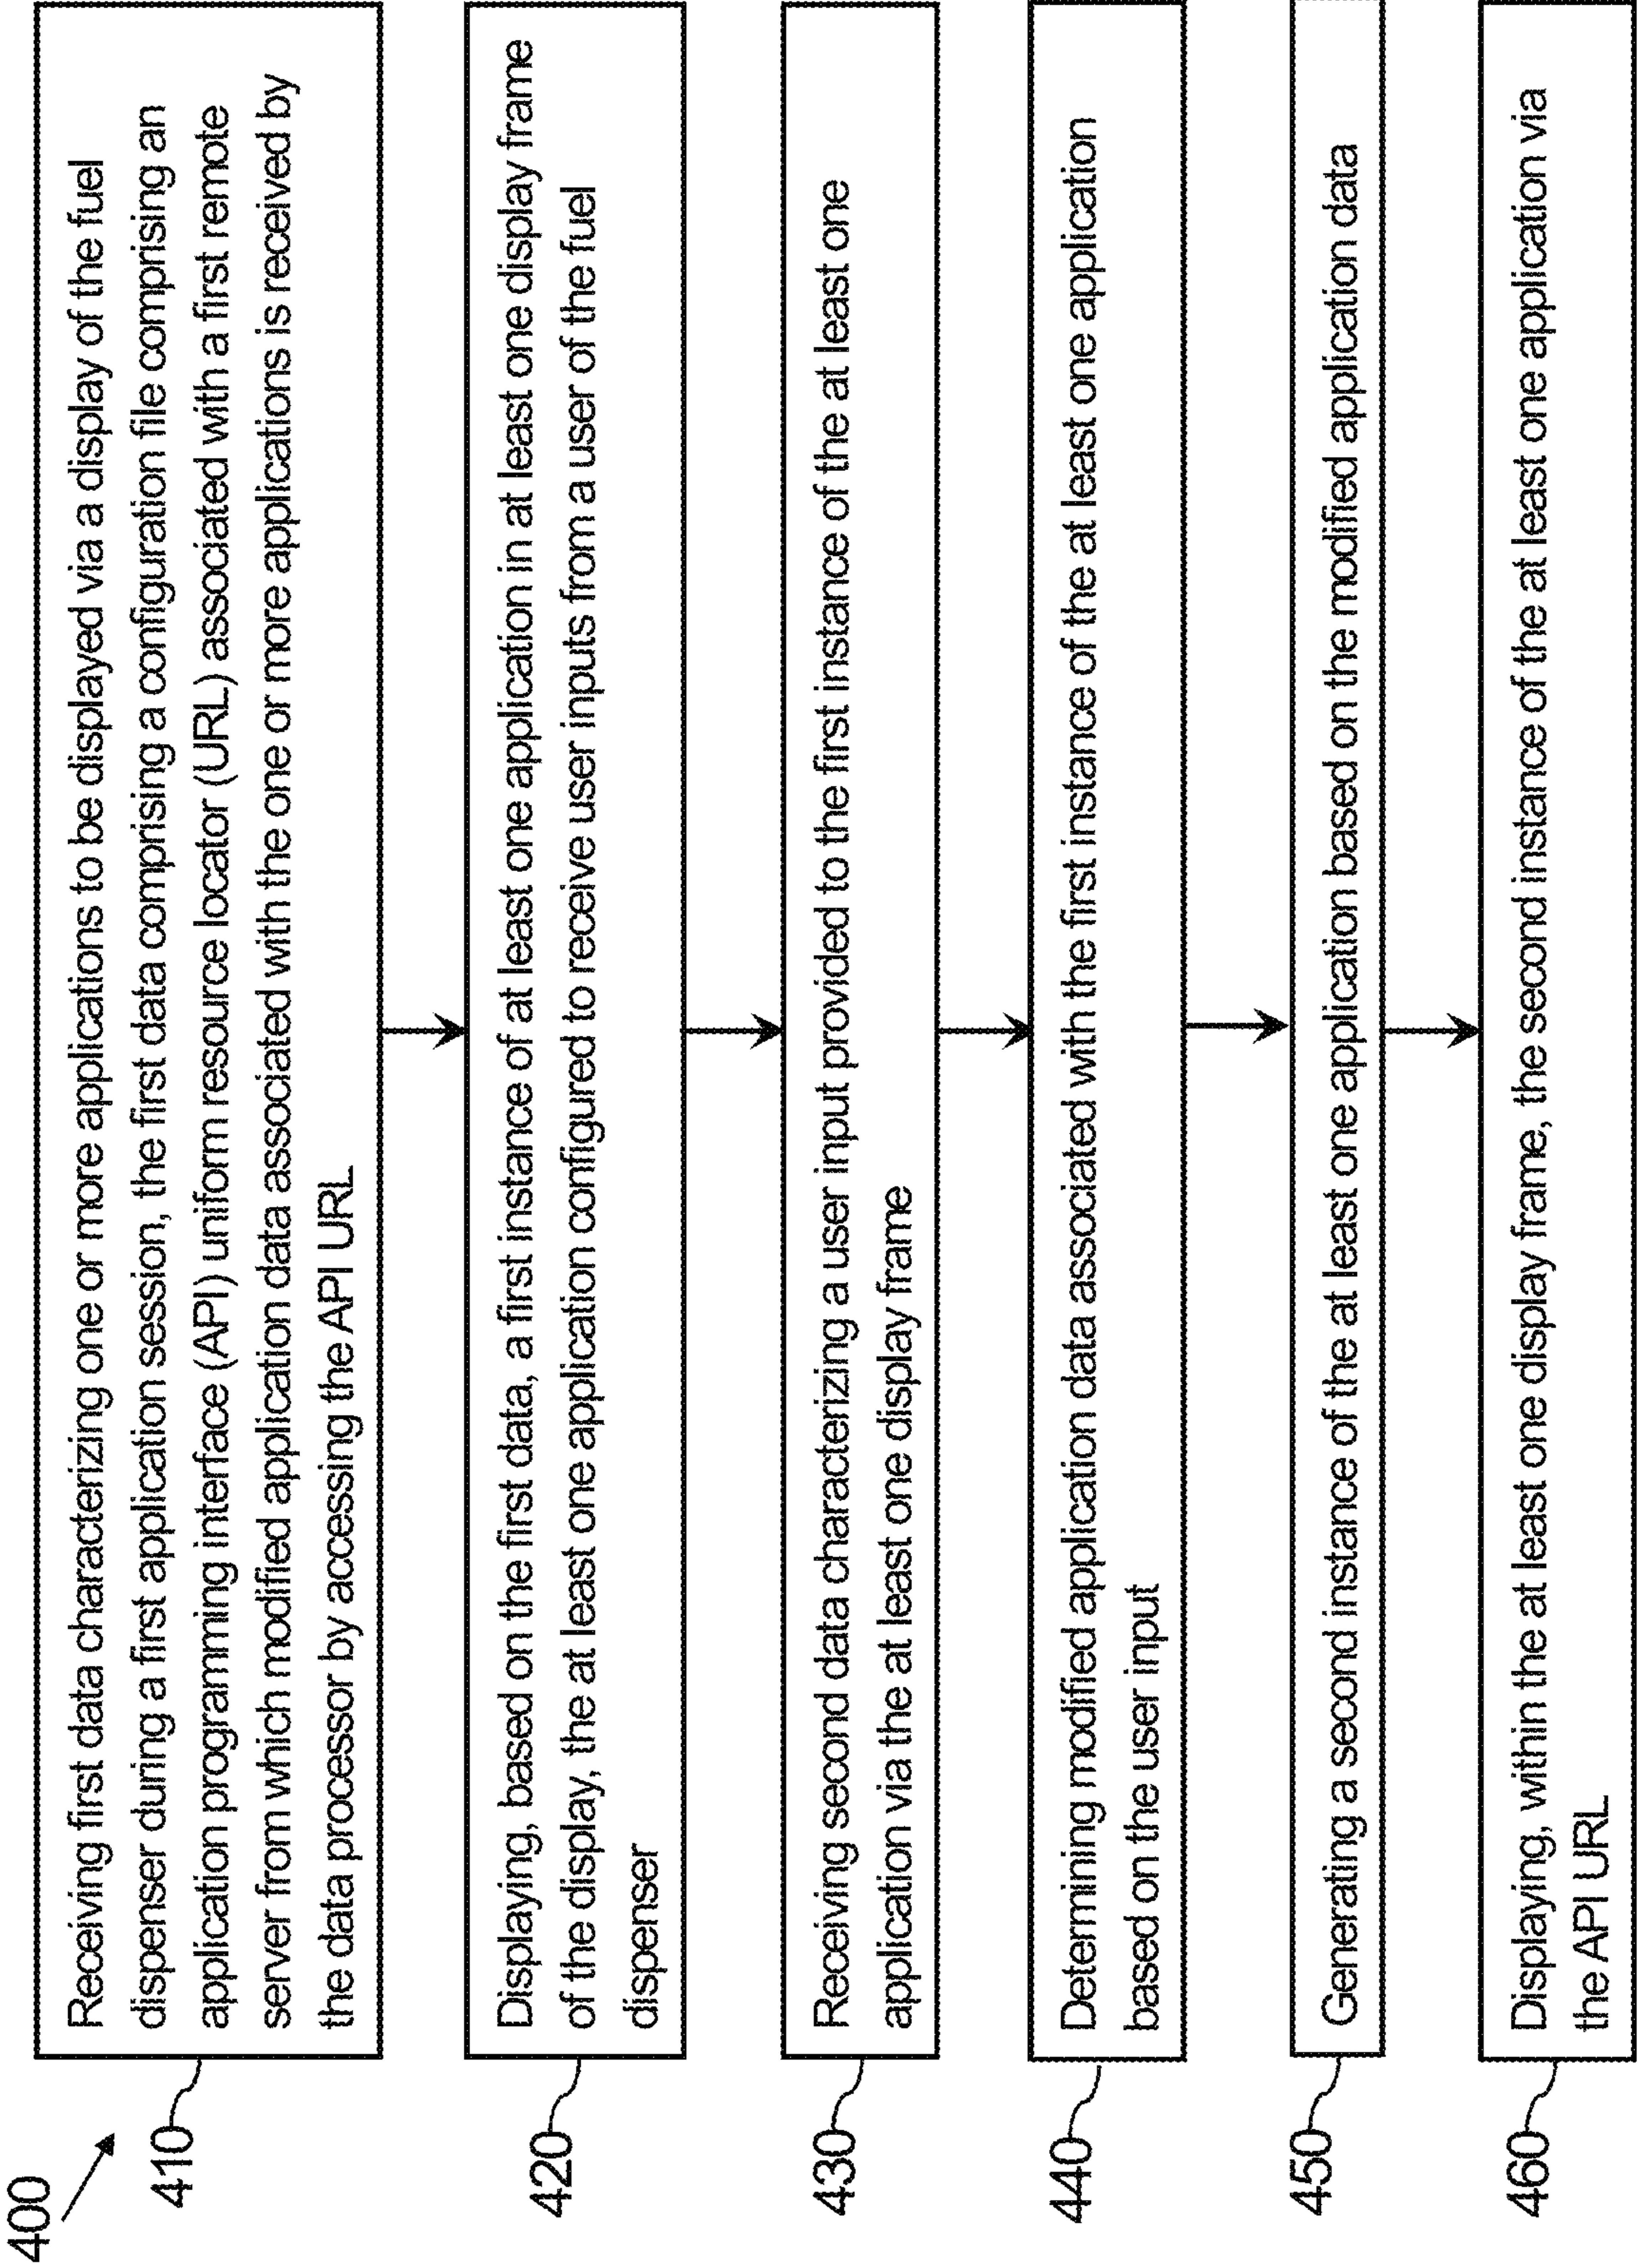 400
410
Receiving first data characterizing one or more applications to be displayed via a display of the fuel
dispenser during a first application session, the first data comprising a configuration file comprising an
application programming interface (API) uniform resource locator (URL) associated with a first remote
server from which modified application data associated with the one or more applications is received by
the data processor by accessing the API URL
420
Displaying, based on the first data, a first instance of at least one application in at least one display frame
of the display, the at least one application configured to receive user inputs from a user of the fuel
dispenser
430
Receiving second data characterizing a user input provided to the first instance of the at least one
application via the at least one display frame
440
Determining modified application data associated with the first instance of the at least one application
based on the user input
450
Generating a second instance of the at least one application based on the modified application data
460
Displaying, within the at least one display frame, the second instance of the at least one application via
the API URL